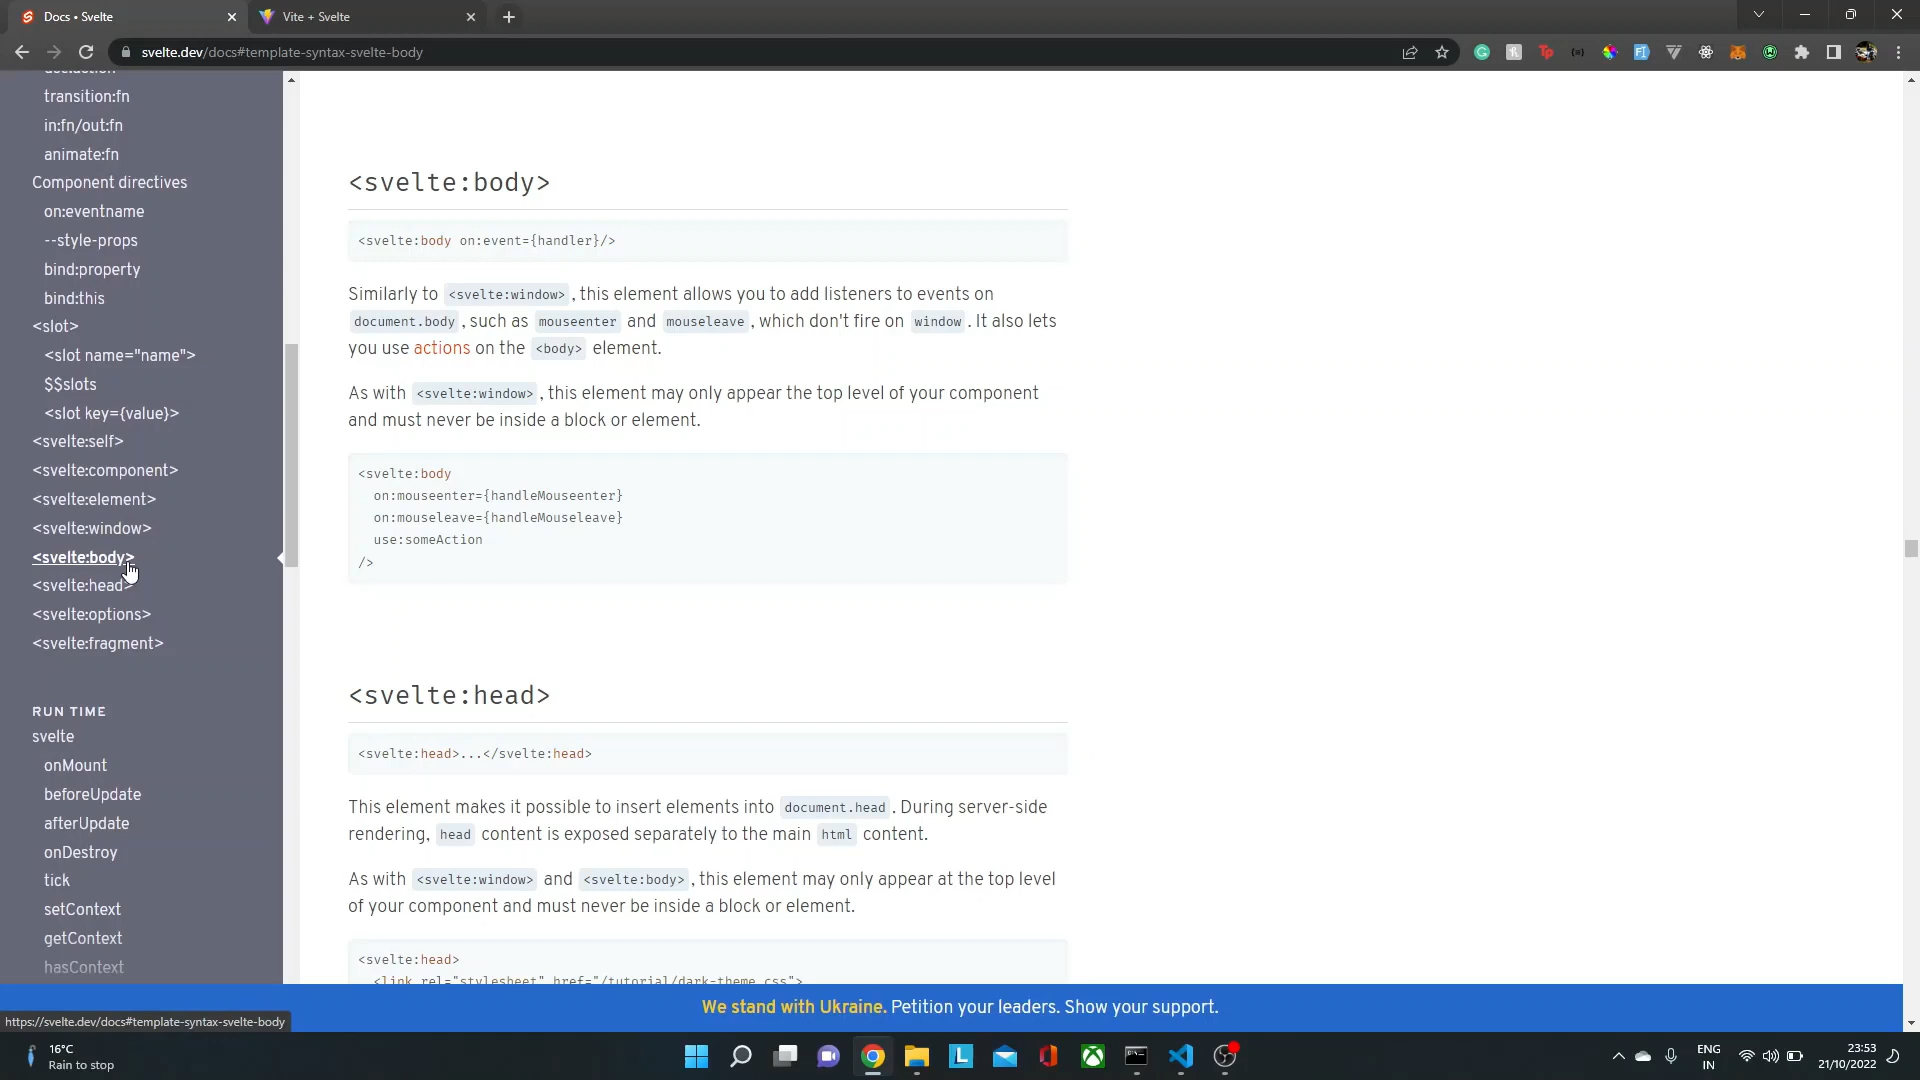 Docs • Svelte
Vite + Svelte
svelte.dev/docs#template-syntax-svelte-body
transition:fn
in:fn/out:fn
animate:fn
Component directives
on:eventname
--style-props
bind:property
bind:this
<slot>
<slot name="name">
$$slots
<slot key={value}>
<svelte:self>
<svelte:component>
<svelte:element>
<svelte:window>
<svelte:body>
<svelte:head>
<svelte:options>
<svelte:fragment>
RUN TIME
svelte
onMount
beforeUpdate
afterUpdate
onDestroy
tick
setContext
getContext
hasContext
<svelte:body>
<svelte:body on:event={handler}/>
Similarly to <svelte:window>, this element allows you to add listeners to events on
document.body, such as mouseenter and mouseleave, which don't fire on window. It also lets
you use actions on the <body> element.
As with <svelte:window>, this element may only appear the top level of your component
and must never be inside a block or element.
<svelte:body
on:mouseenter={handleMouseenter}
on:mouseleave={handleMouseleave}
use:someAction
/>
<svelte:head>
<svelte:head>...</svelte:head>
This element makes it possible to insert elements into document.head. During server-side
rendering, head content is exposed separately to the main html content.
As with <svelte:window> and <svelte:body>, this element may only appear at the top level
of your component and must never be inside a block or element.
<svelte:head>
<link rel="stylesheet" href="/tutorial/dark-theme.css">
We stand with Ukraine. Petition your leaders. Show your support.
https://svelte.dev/docs#template-syntax-svelte-body
16°C
Rain to stop
ENG
IN
23:53
21/10/2022